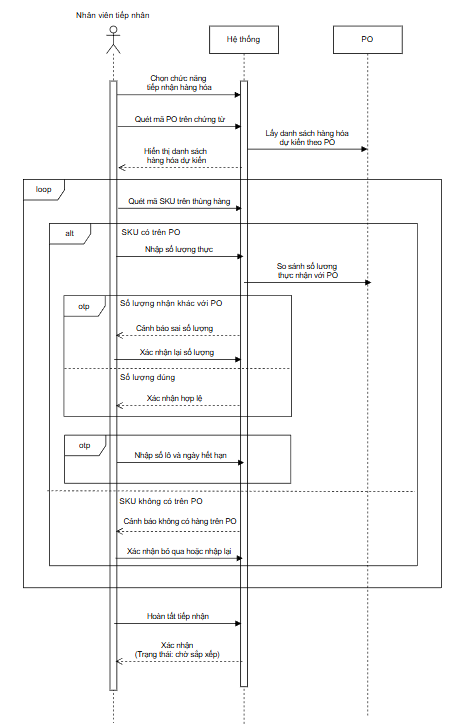 Nhân viên tiếp nhận
Hệ thống
PO
Chọn chức năng
tiếp nhận hàng hóa
Quét mã PO trên chứng từ
Lấy danh sách hàng hóa
dự kiến theo PO
Hiển thị danh sách
hàng hóa dự kiến
loop
Quét mã SKU trên thùng hàng
alt
SKU có trên PO
Nhập số lượng thực
So sánh số lượng
thực nhận với PO
otp
Số lượng nhận khác với PO
Cảnh báo sai số lượng
Xác nhận lại số lượng
Số lượng đúng
Xác nhận hợp lệ
otp
Nhập số lô và ngày hết hạn
SKU không có trên PO
Cảnh báo không có hàng trên PO
Xác nhận bỏ qua hoặc nhập lại
Hoàn tất tiếp nhận
Xác nhận
(Trạng thái: chờ sắp xếp)